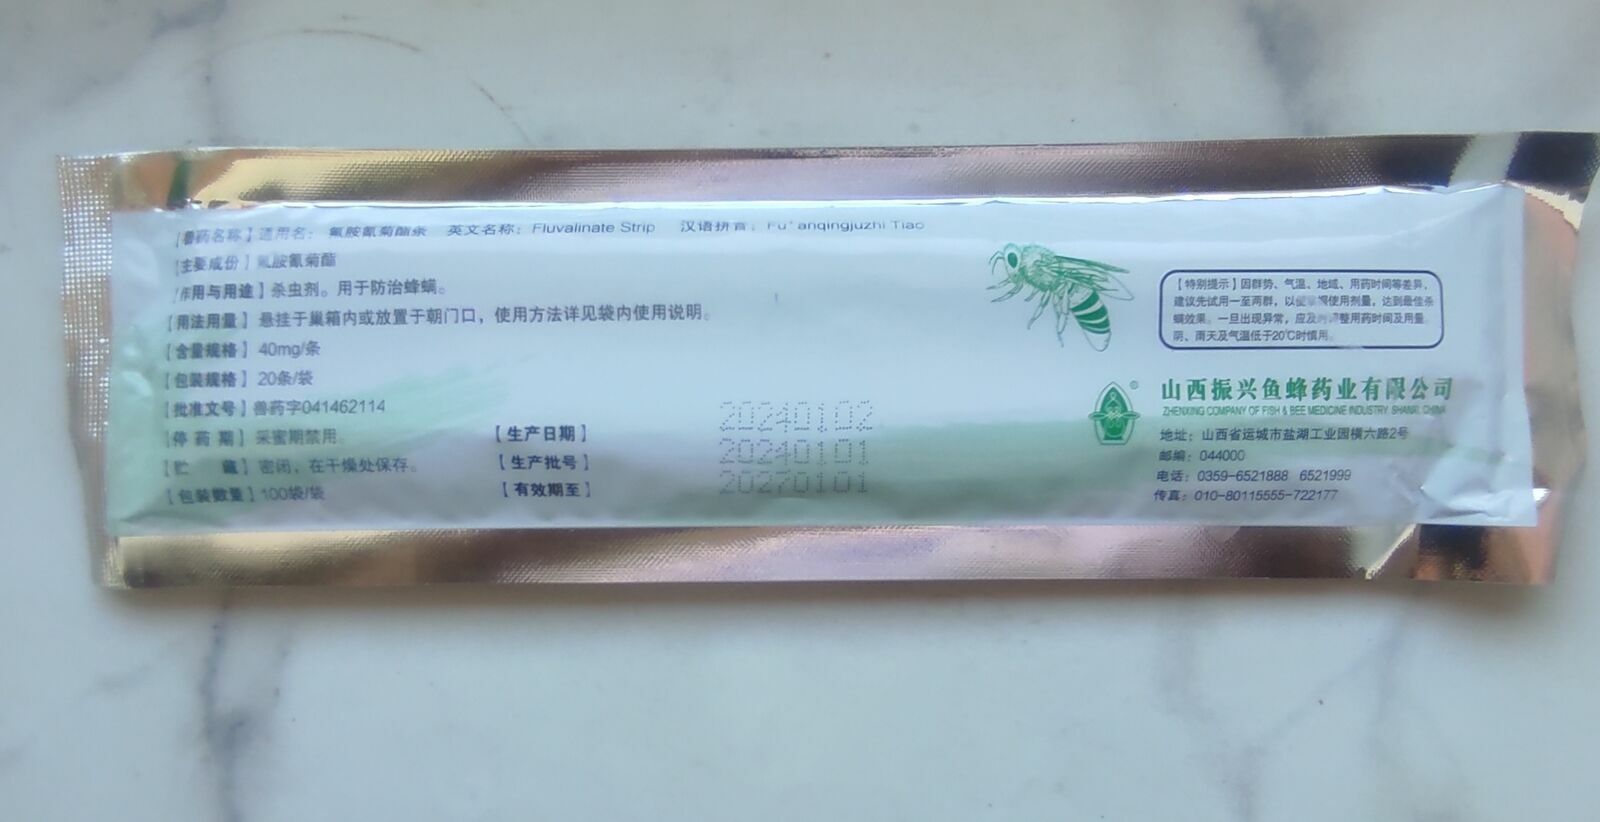 【兽药名称】通用名：氟胺氰菊酯条 英文名称：Fluvalinate Strip 汉语拼音：Fu'anqingjuzhi Tiao
【主要成份】氟胺氰菊酯
【作用与用途】杀虫剂。用于防治蜂螨。
【用法用量】悬挂于巢箱内或放置于朝门口，使用方法详见袋内使用说明。
【含量规格】40mg/条
【包装规格】20条/袋
【批准文号】兽药字041462114
【停药期】采蜜期禁用。
【贮 藏】密闭，在干燥处保存。
【包装数量】100袋/袋
【生产日期】20240102
【生产批号】20240101
【有效期至】20270101
【特别提示】因群势、气温、地域、用药时间等差异，
建议先试用一至两群，以便掌握使用剂量，达到最佳杀
螨效果。一旦出现异常，应及时调整用药时间及用量。
阴、雨天及气温低于20℃时慎用。
®
山西振兴鱼蜂药业有限公司
ZHENXING COMPANY OF FISH & BEE MEDICINE INDUSTRY. SHANXI. CHINA
地址：山西省运城市盐湖工业园横六路2号
邮编：044000
电话：0359-6521888 6521999
传真：010-80115555-722177